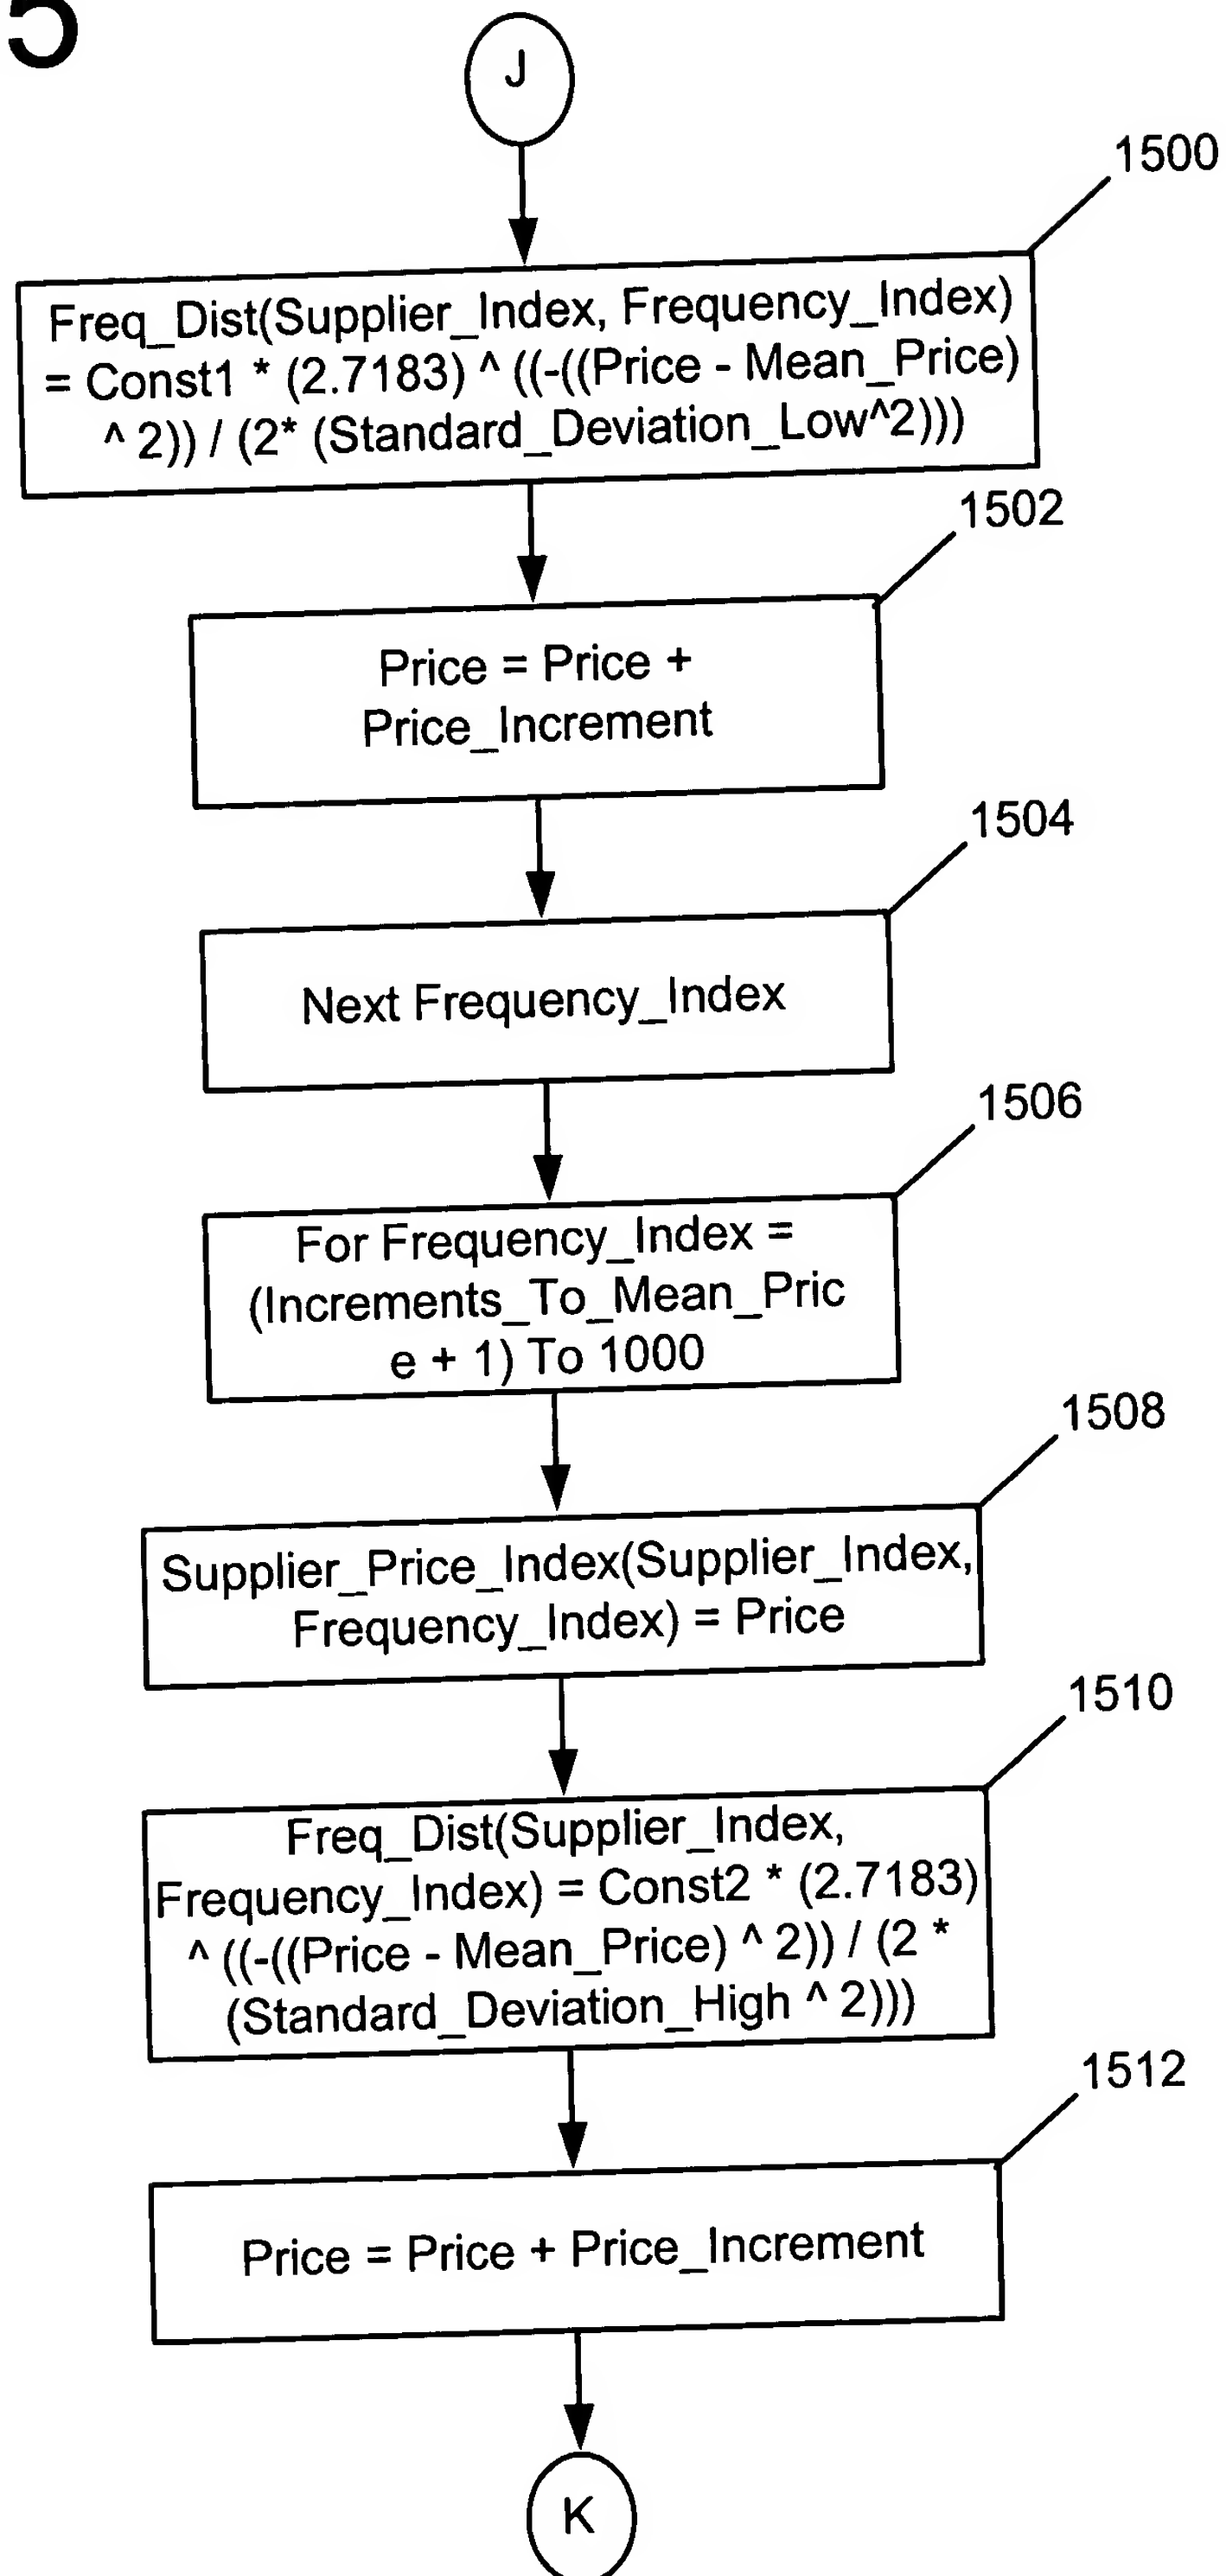 5
J
1500
Freq_Dist(Supplier_Index, Frequency_Index)
= Const1 * (2.7183) ^ ((-((Price - Mean_Price)
^ 2)) / (2* (Standard_Deviation_Low^2)))
1502
Price = Price +
Price_Increment
1504
Next Frequency_Index
1506
For Frequency_Index =
(Increments_To_Mean_Pric
e + 1) To 1000
1508
Supplier_Price_Index(Supplier_Index,
Frequency_Index) = Price
1510
Freq_Dist(Supplier_Index,
Frequency_Index) = Const2 * (2.7183)
^ ((-((Price - Mean_Price) ^ 2)) / (2 *
(Standard_Deviation_High ^ 2)))
1512
Price = Price + Price_Increment
K